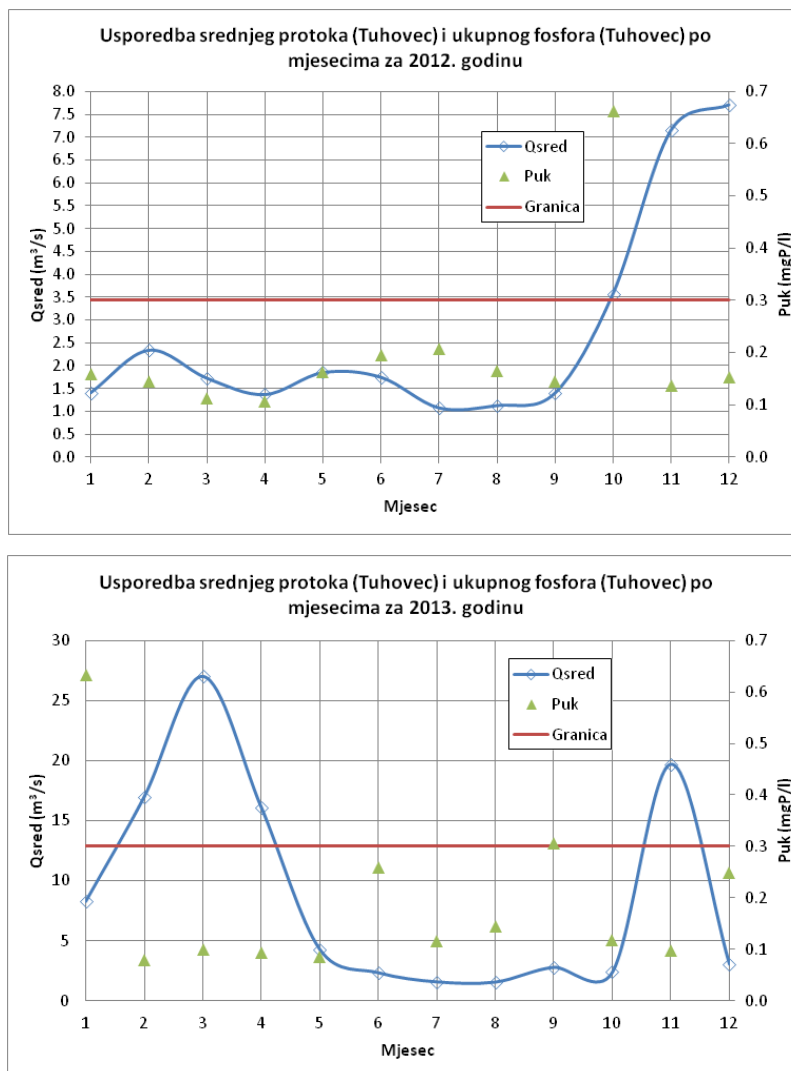 Usporedba srednjeg protoka (Tuhovec) i ukupnog fosfora (Tuhovec) po
mjesecima za 2012. godinu
8.0
7.5
7.0
6.5
6.0
5.5
5.0
4.5
4.0
3.5
3.0
2.5
2.0
1.5
1.0
0.5
0.0
Qsred (m³/s)
Qsred
Puk
Granica
0.7
0.6
0.5
0.4
0.3
0.2
0.1
0.0
Puk (mgP/l)
1 2 3 4 5 6 7 8 9 10 11 12
Mjesec
Usporedba srednjeg protoka (Tuhovec) i ukupnog fosfora (Tuhovec) po
mjesecima za 2013. godinu
30
25
20
15
10
5
0
Qsred (m³/s)
Qsred
Puk
Granica
0.7
0.6
0.5
0.4
0.3
0.2
0.1
0.0
Puk (mgP/l)
1 2 3 4 5 6 7 8 9 10 11 12
Mjesec